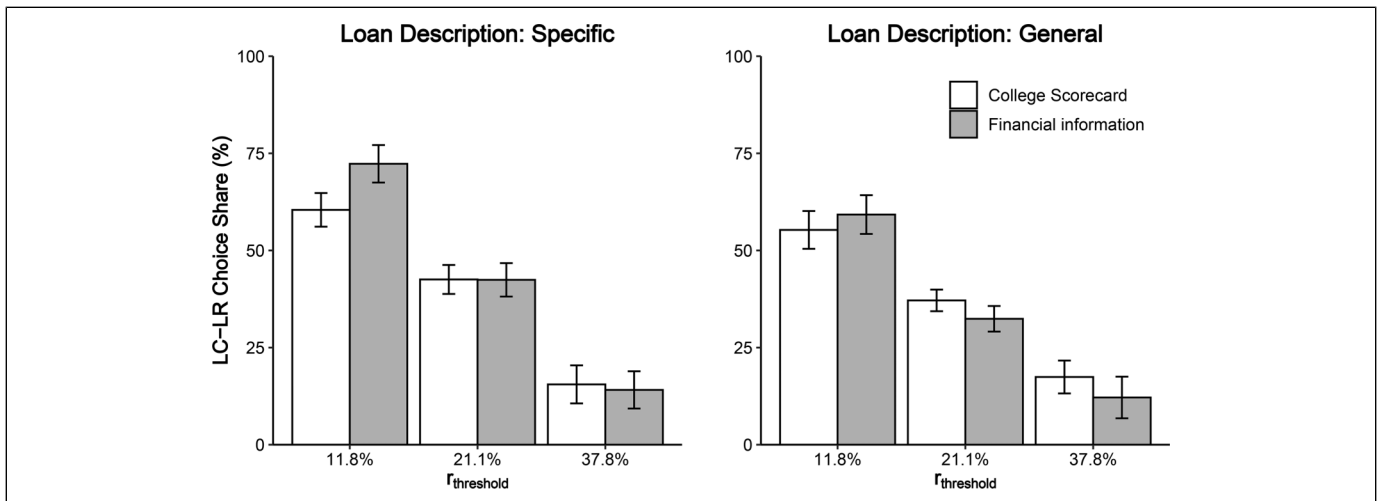 Loan Description: Specific
LC−LR Choice Share (%)
100
75
50
25
0
11.8%
21.1%
37.8%
rthreshold
Loan Description: General
100
75
50
25
0
College Scorecard
Financial information
11.8%
21.1%
37.8%
rthreshold